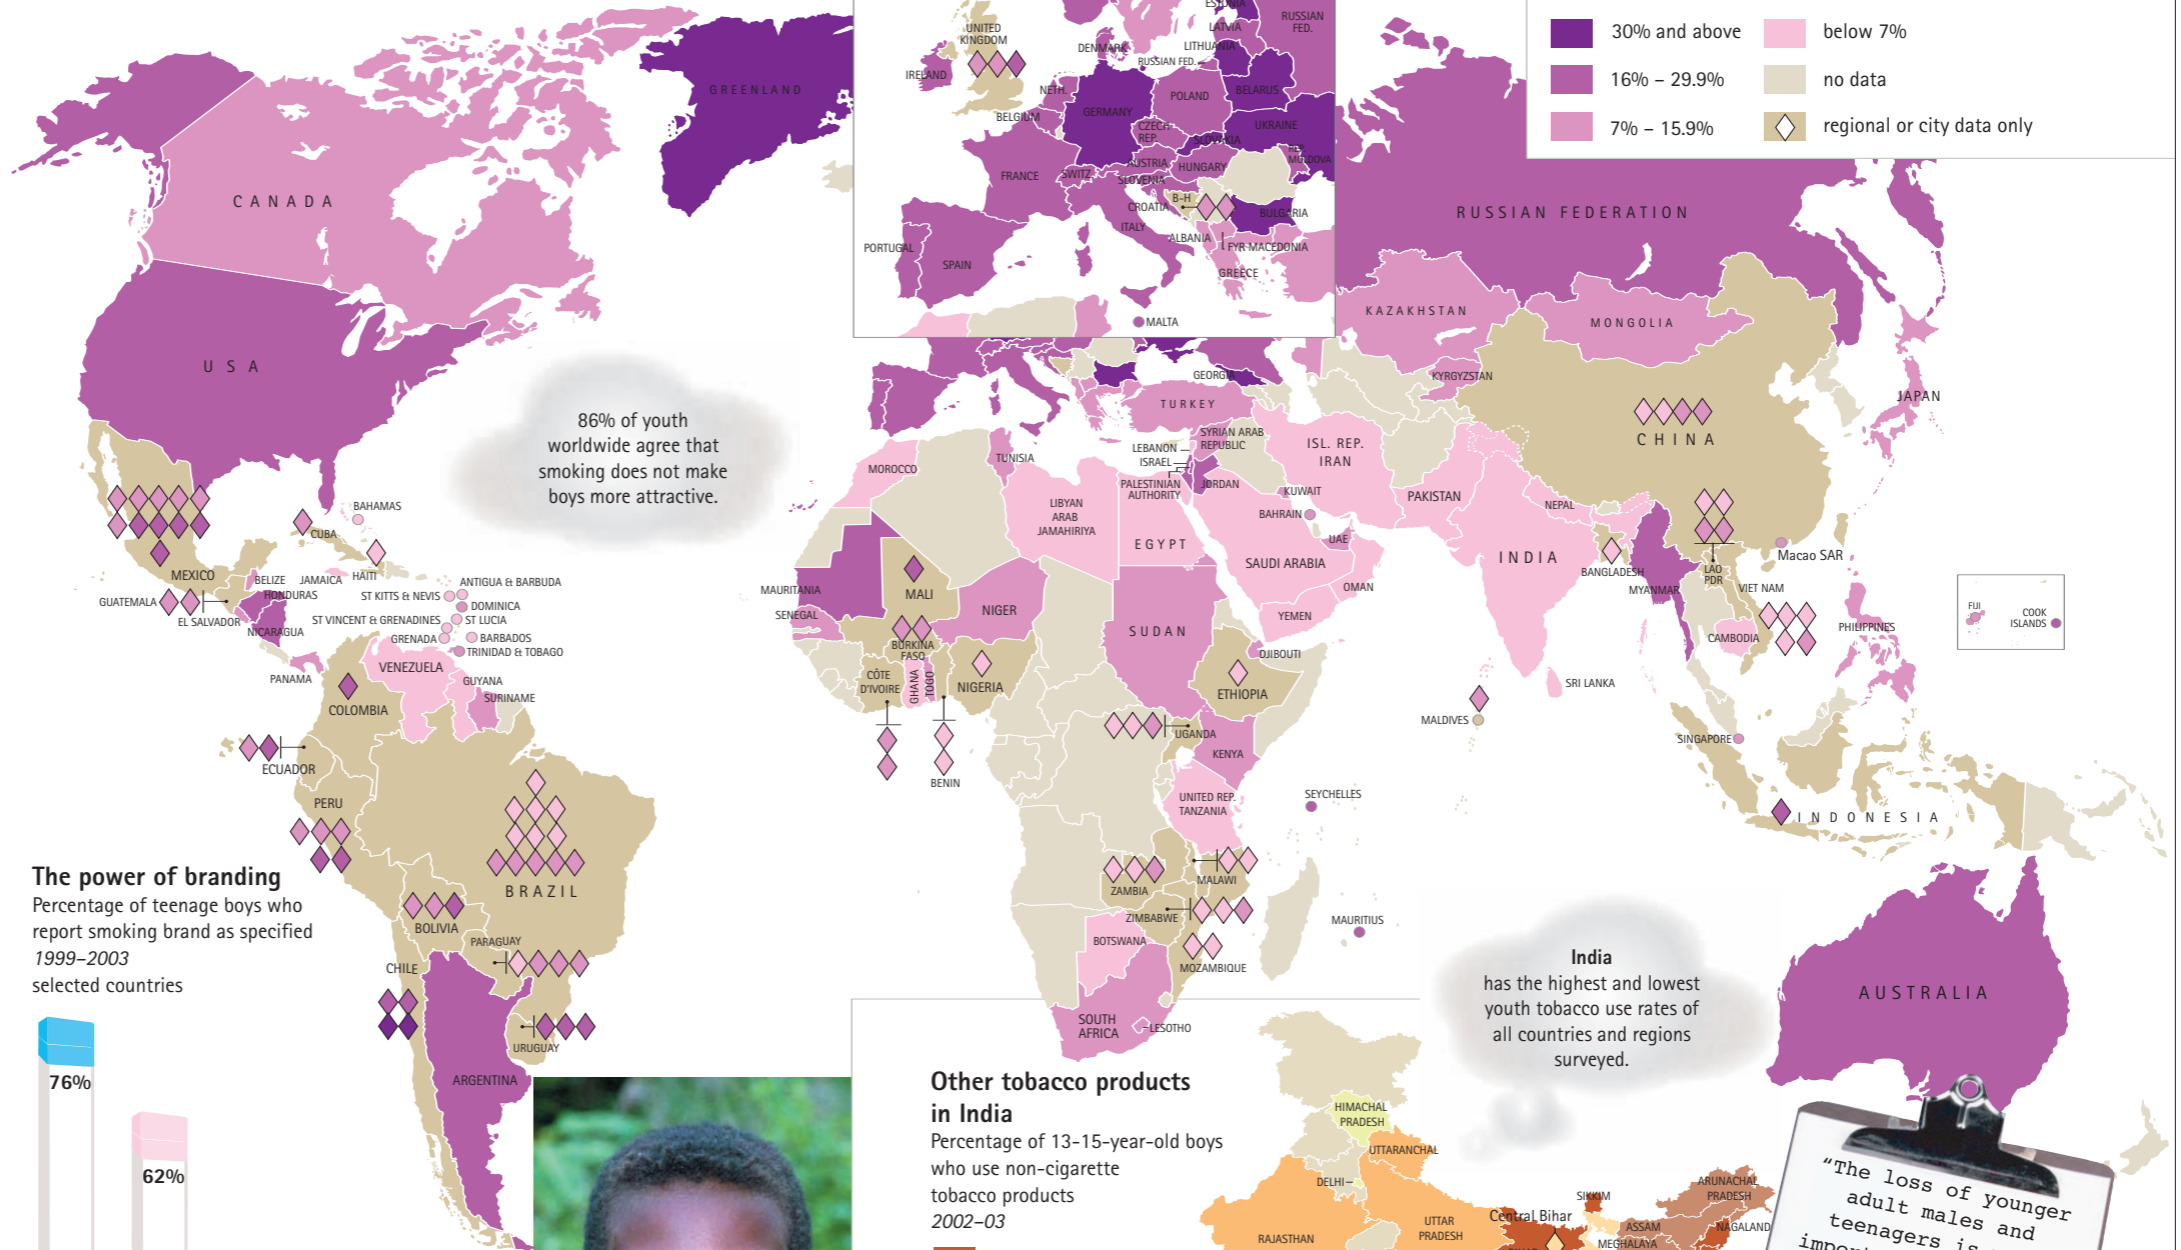 30% and above
16% – 29.9%
7% – 15.9%
below 7%
no data
regional or city data only
GREENLAND
CANADA
USA
86% of youth
worldwide agree that
smoking does not make
boys more attractive.
MEXICO
GUATEMALA
EL SALVADOR
BELIZE
HONDURAS
NICARAGUA
PANAMA
CUBA
BAHAMAS
JAMAICA
HAITI
ANTIGUA & BARBUDA
ST KITTS & NEVIS
DOMINICA
ST VINCENT & GRENADINES
ST LUCIA
GRENADA
BARBADOS
TRINIDAD & TOBAGO
VENEZUELA
GUYANA
SURINAME
COLOMBIA
ECUADOR
PERU
BRAZIL
BOLIVIA
PARAGUAY
CHILE
URUGUAY
ARGENTINA
ESTONIA
LATVIA
LITHUANIA
RUSSIAN
FED.
RUSSIAN FED.
UNITED
KINGDOM
IRELAND
DENMARK
NETH.
BELGIUM
GERMANY
POLAND
BELARUS
CZECH
REP.
UKRAINE
SLOVAKIA
REP.
MOLDOVA
FRANCE
SWITZ.
AUSTRIA
HUNGARY
SLOVENIA
CROATIA
B-H
ITALY
BULGARIA
ALBANIA
FYR MACEDONIA
GREECE
PORTUGAL
SPAIN
MALTA
RUSSIAN FEDERATION
KAZAKHSTAN
MONGOLIA
KYRGYZSTAN
CHINA
JAPAN
GEORGIA
TURKEY
SYRIAN ARAB
REPUBLIC
LEBANON
ISRAEL
PALESTINIAN
AUTHORITY
JORDAN
ISL. REP.
IRAN
KUWAIT
BAHRAIN
UAE
SAUDI ARABIA
OMAN
YEMEN
PAKISTAN
NEPAL
INDIA
BANGLADESH
MYANMAR
LAO
PDR
VIET NAM
CAMBODIA
Macao SAR
PHILIPPINES
SRI LANKA
MALDIVES
SINGAPORE
INDONESIA
FIJI
COOK
ISLANDS
AUSTRALIA
MOROCCO
TUNISIA
LIBYAN
ARAB
JAMAHIRIYA
EGYPT
MAURITANIA
SENEGAL
MALI
NIGER
SUDAN
BURKINA
FASO
CÔTE
D'IVOIRE
GHANA
TOGO
BENIN
NIGERIA
DJIBOUTI
ETHIOPIA
UGANDA
KENYA
UNITED REP.
TANZANIA
SEYCHELLES
ZAMBIA
MALAWI
ZIMBABWE
MOZAMBIQUE
MAURITIUS
BOTSWANA
SOUTH
AFRICA
LESOTHO
The power of branding
Percentage of teenage boys who
report smoking brand as specified
1999–2003
selected countries
76%
62%
Other tobacco products
in India
Percentage of 13-15-year-old boys
who use non-cigarette
tobacco products
2002–03
HIMACHAL
PRADESH
UTTARANCHAL
DELHI
RAJASTHAN
UTTAR
PRADESH
Central Bihar
SIKKIM
ARUNACHAL
PRADESH
ASSAM
NAGALAND
MEGHALAYA
India
has the highest and lowest
youth tobacco use rates of
all countries and regions
surveyed.
“The loss of younger
adult males and
teenagers is